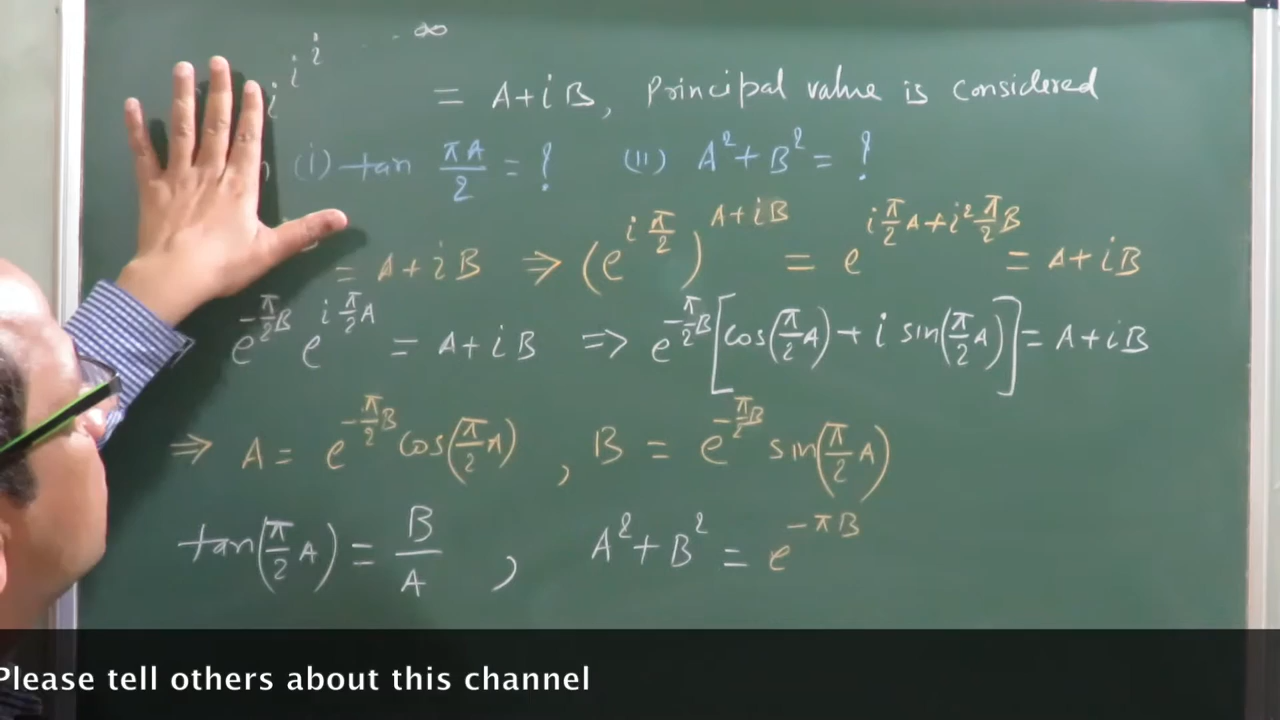 i^i^i ... ∞ = A+iB, Principal value is considered
(i) tan πA/2 = ? (ii) A²+B² = ?
= A+iB ⇒ (e^{i π/2})^{A+iB} = e^{i π/2 A + i² π/2 B} = A+iB
e^{-π/2 B} e^{i π/2 A} = A+iB ⇒ e^{-π/2 B}[cos(π/2 A) + i sin(π/2 A)] = A+iB
⇒ A = e^{-π/2 B} cos(π/2 A), B = e^{-π/2 B} sin(π/2 A)
tan(π/2 A) = B/A, A²+B² = e^{-πB}
Please tell others about this channel